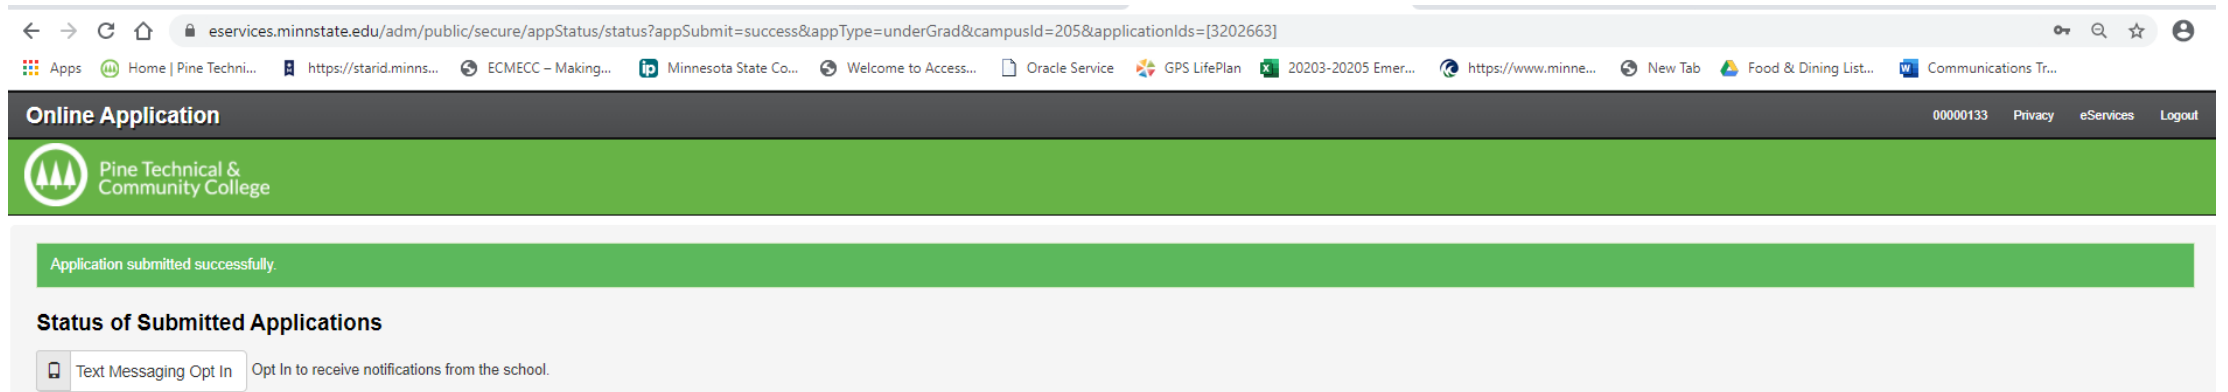 eservices.minnstate.edu/adm/public/secure/appStatus/status?appSubmit=success&appType=underGrad&campusId=205&applicationIds=[3202663]
Apps Home | Pine Techni... https://starid.minns... ECMECC – Making... ip Minnesota State Co... Welcome to Access... Oracle Service GPS LifePlan X 20203-20205 Emer... https://www.minne... New Tab Food & Dining List... W Communications Tr...
Online Application 00000133 Privacy eServices Logout
Pine Technical &
Community College
Application submitted successfully.
Status of Submitted Applications
Text Messaging Opt In Opt In to receive notifications from the school.